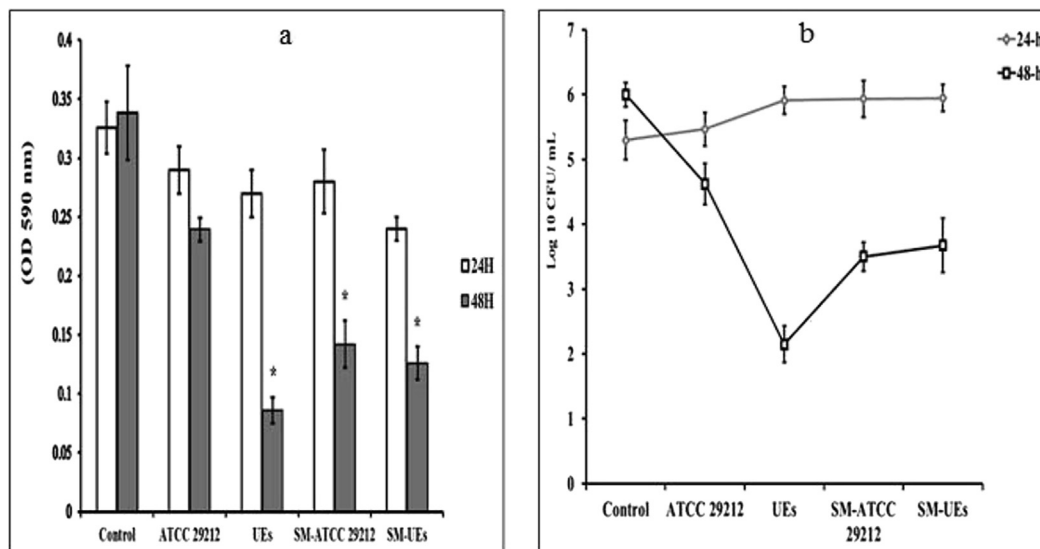 a
0.4
0.35
0.3
0.25
0.2
0.15
0.1
0.05
0
(OD 590 nm)
24H
48H
*
*
*
Control
ATCC 29212
UEs
SM-ATCC 29212
SM-UEs
b
24-h
48-h
7
6
5
4
3
2
1
0
Log 10 CFU/ mL
Control
ATCC 29212
UEs
SM-ATCC
29212
SM-UEs